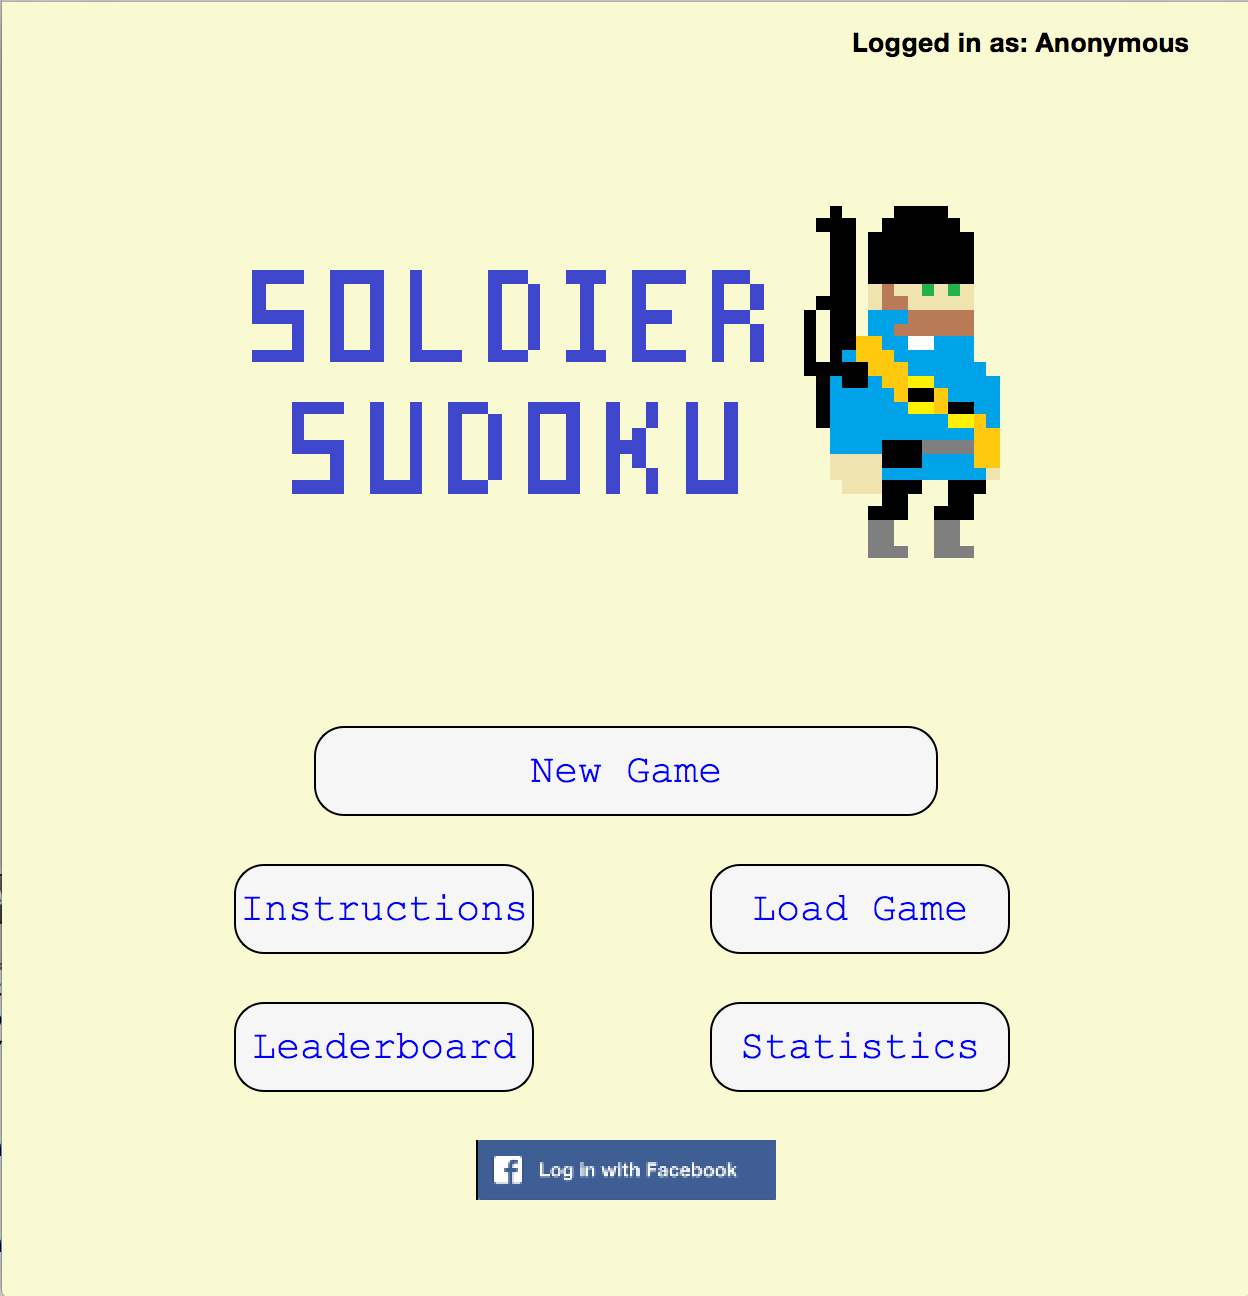 Logged in as: Anonymous
SOLDIER
SUDOKU
New Game
Instructions
Load Game
Leaderboard
Statistics
Log in with Facebook